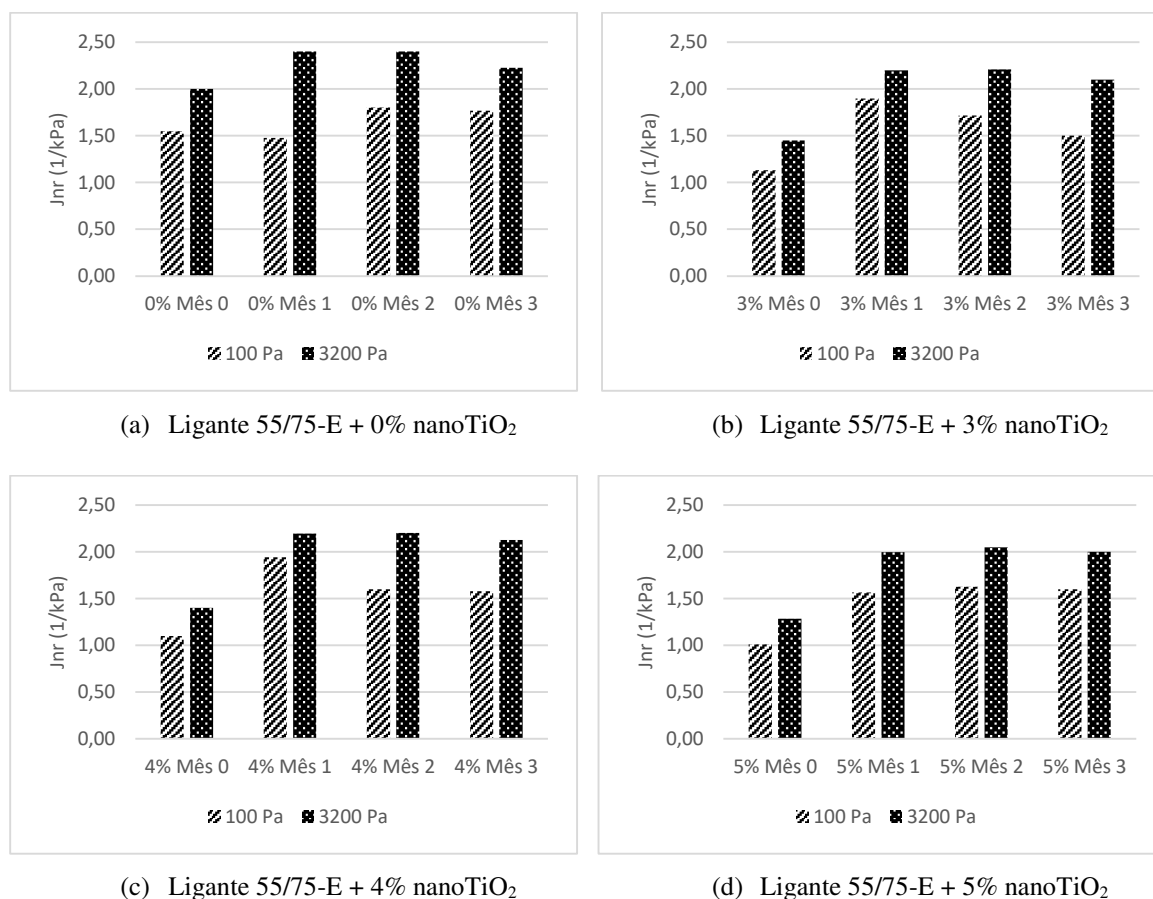 2,50
2,00
1,50
1,00
0,50
0,00
Jnr (1/kPa)
0% Mês 0 0% Mês 1 0% Mês 2 0% Mês 3
100 Pa 3200 Pa
(a) Ligante 55/75-E + 0% nanoTiO₂
2,50
2,00
1,50
1,00
0,50
0,00
Jnr (1/kPa)
3% Mês 0 3% Mês 1 3% Mês 2 3% Mês 3
100 Pa 3200 Pa
(b) Ligante 55/75-E + 3% nanoTiO₂
2,50
2,00
1,50
1,00
0,50
0,00
Jnr (1/kPa)
4% Mês 0 4% Mês 1 4% Mês 2 4% Mês 3
100 Pa 3200 Pa
(c) Ligante 55/75-E + 4% nanoTiO₂
2,50
2,00
1,50
1,00
0,50
0,00
Jnr (1/kPa)
5% Mês 0 5% Mês 1 5% Mês 2 5% Mês 3
100 Pa 3200 Pa
(d) Ligante 55/75-E + 5% nanoTiO₂